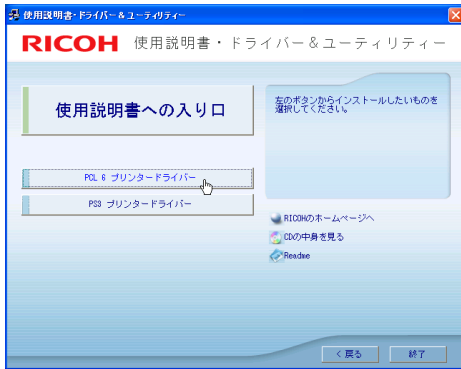 使用説明書・ドライバー＆ユーティリティー
RICOH 使用説明書・ドライバー＆ユーティリティー
使用説明書への入り口
左のボタンからインストールしたいものを
選択してください。
PCL 6 プリンタードライバー
PS3 プリンタードライバー
RICOHのホームページへ
CDの中身を見る
Readme
＜戻る
終了